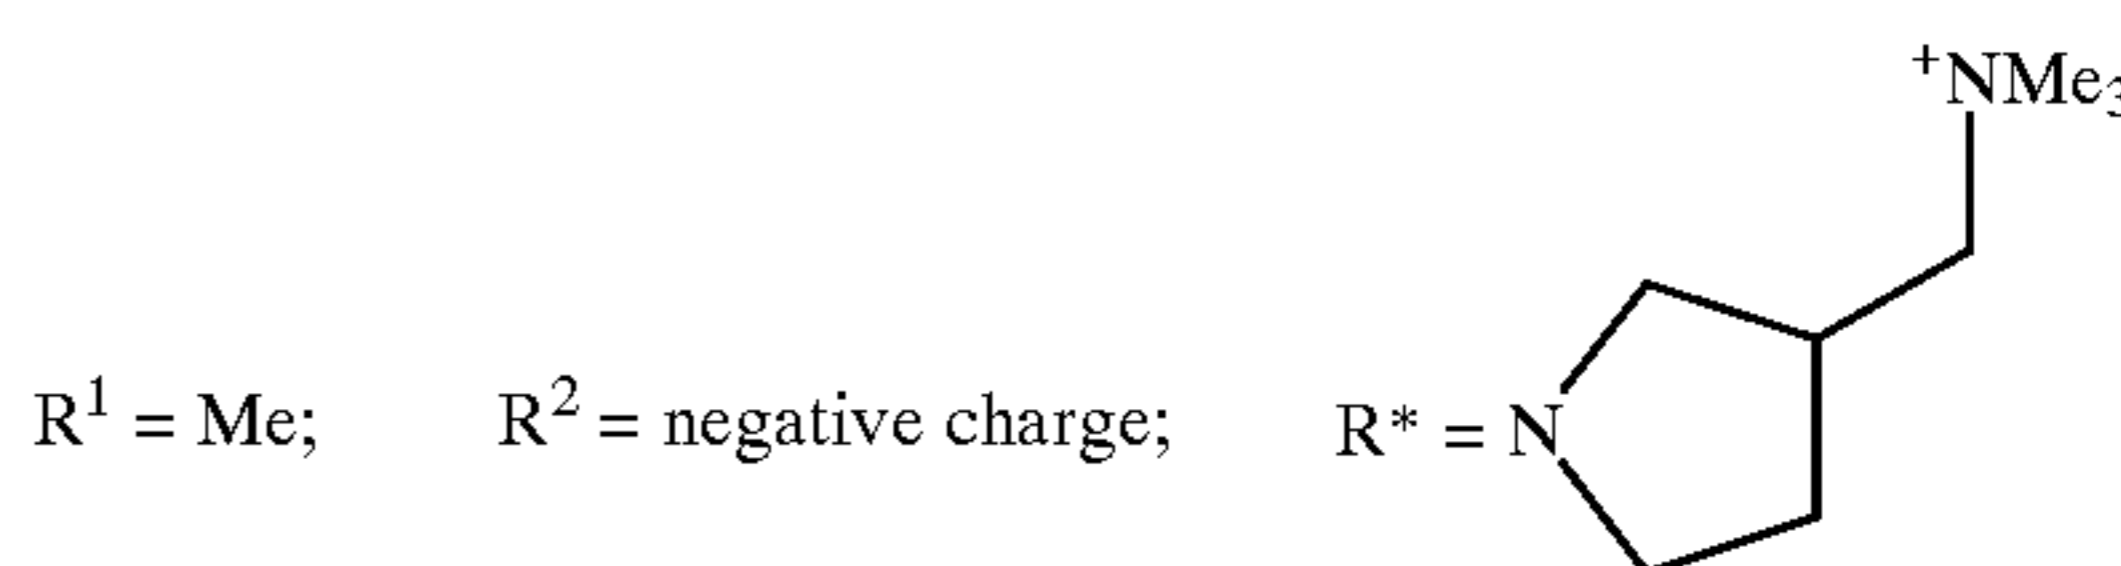 ⁺NMe₃
R¹ = Me; R² = negative charge; R* = N